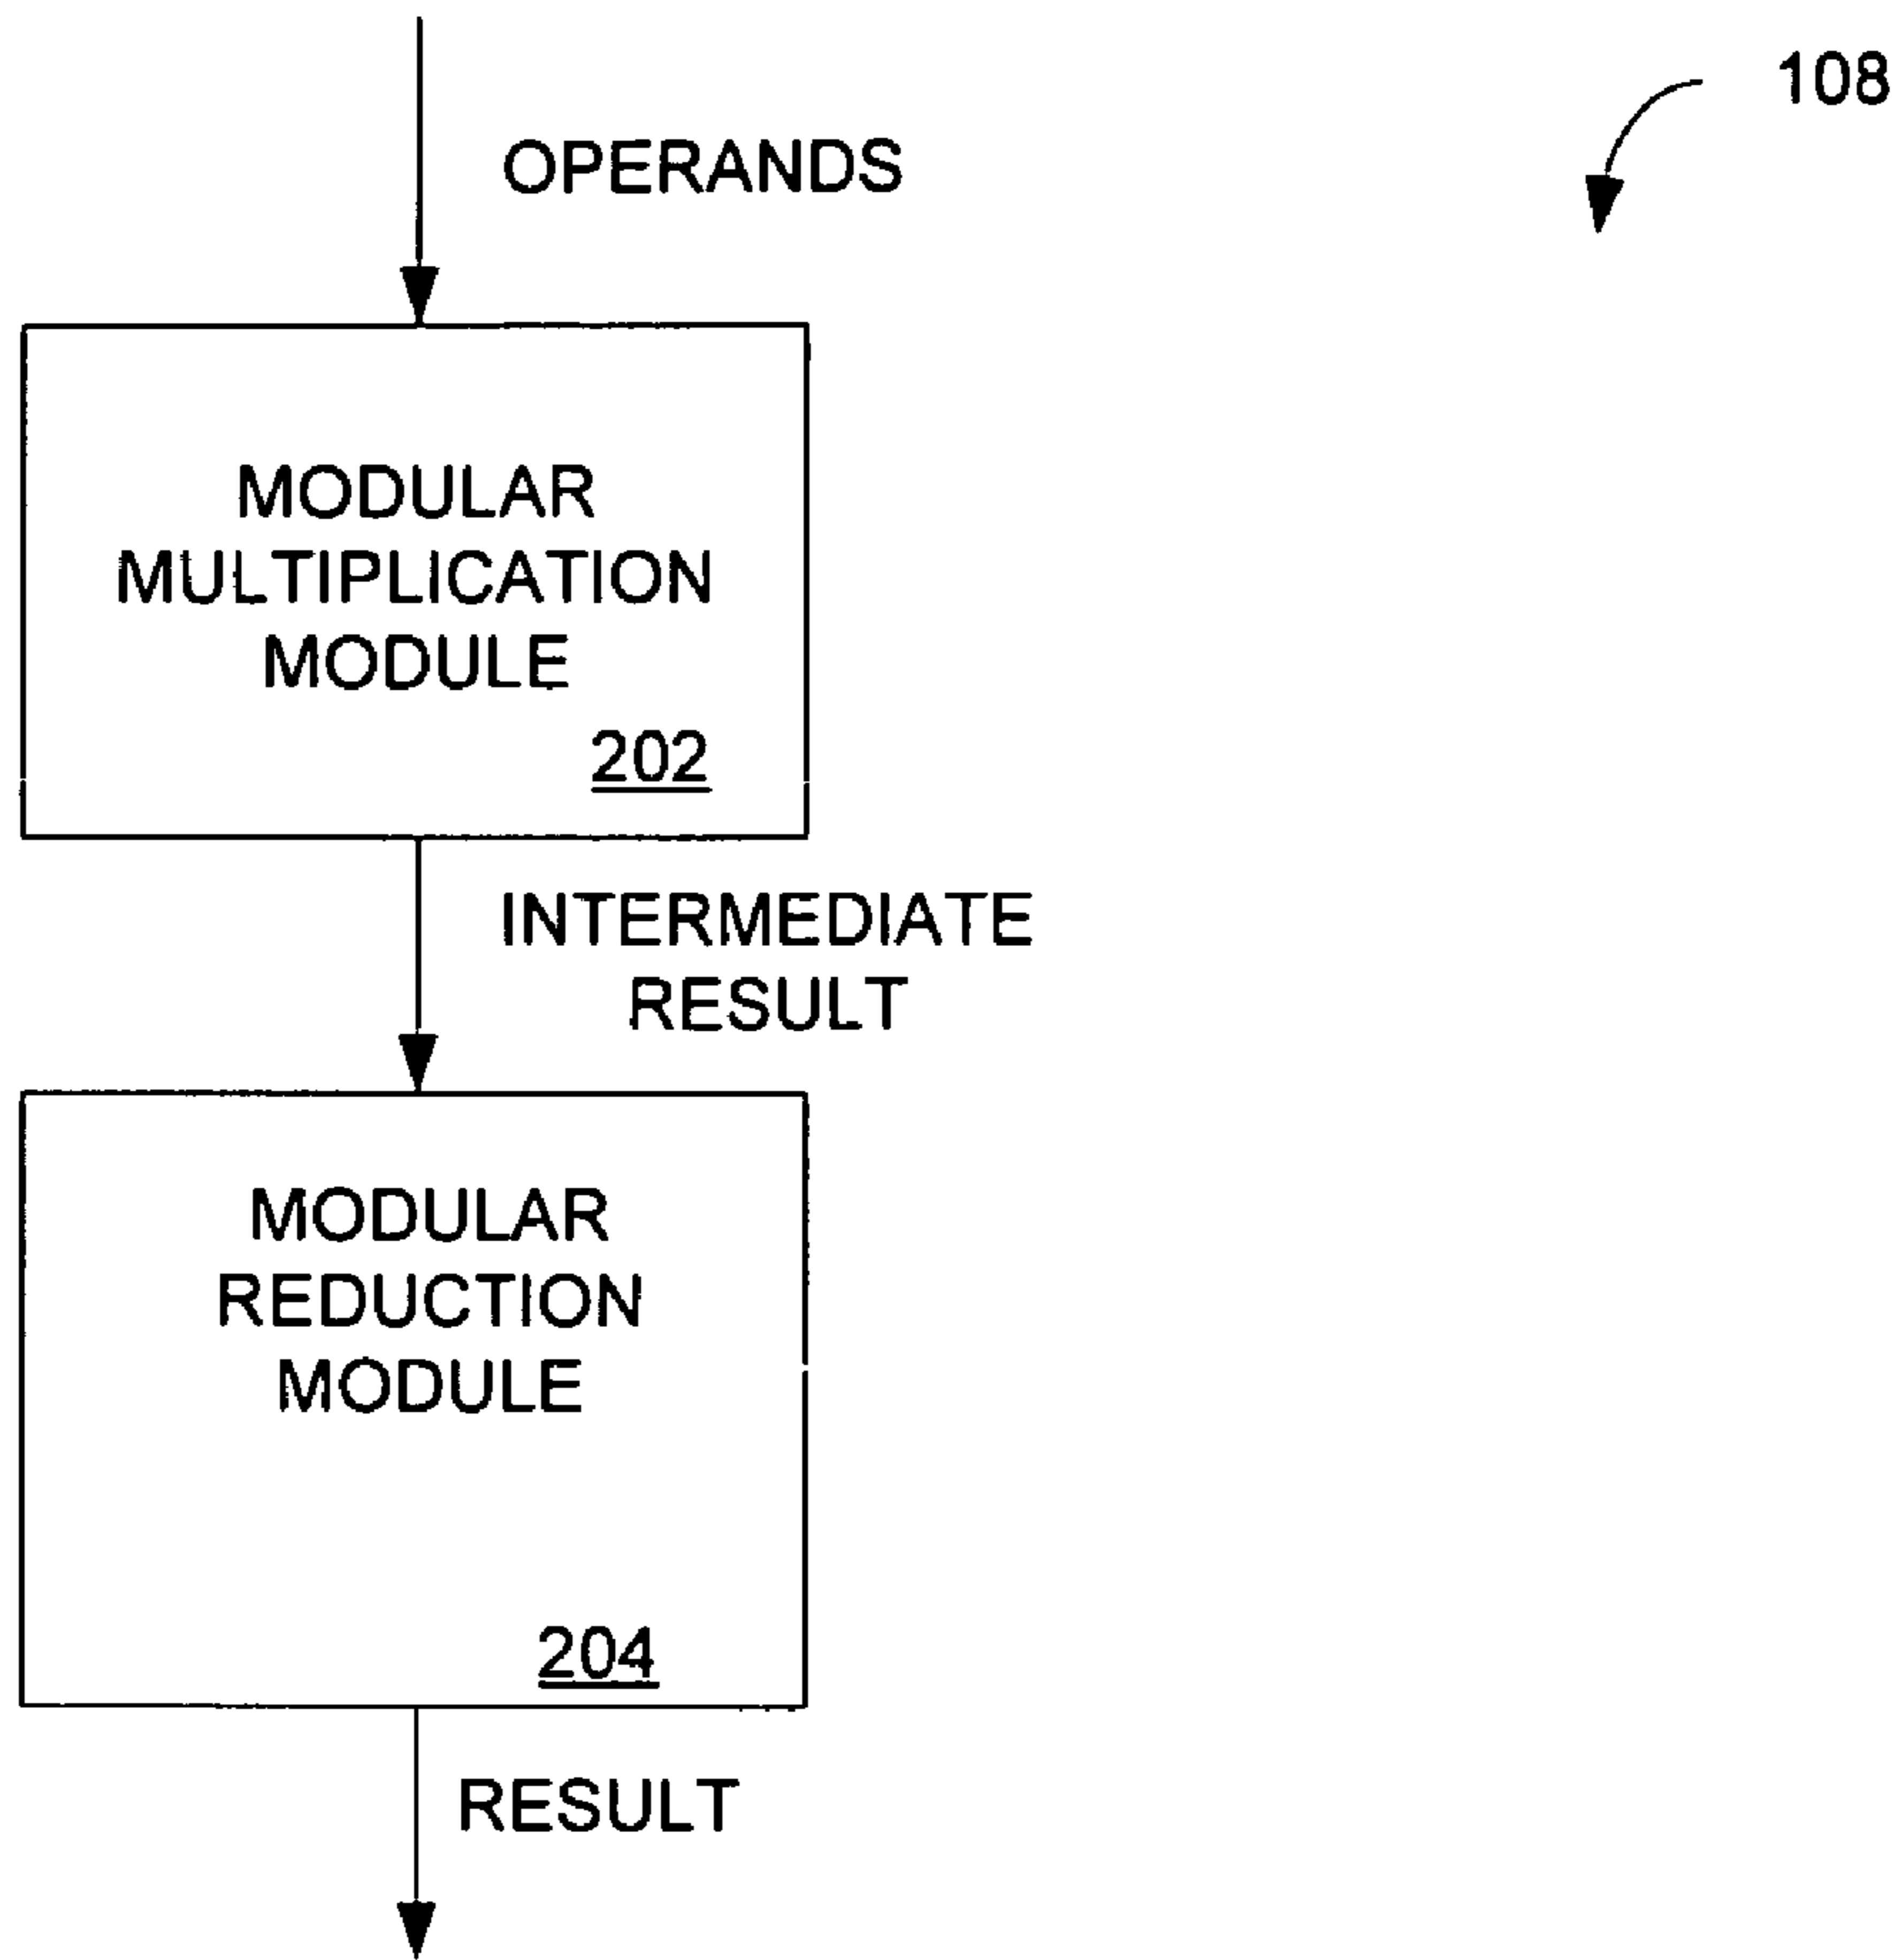 108
OPERANDS
MODULAR
MULTIPLICATION
MODULE
202
INTERMEDIATE
RESULT
MODULAR
REDUCTION
MODULE
204
RESULT